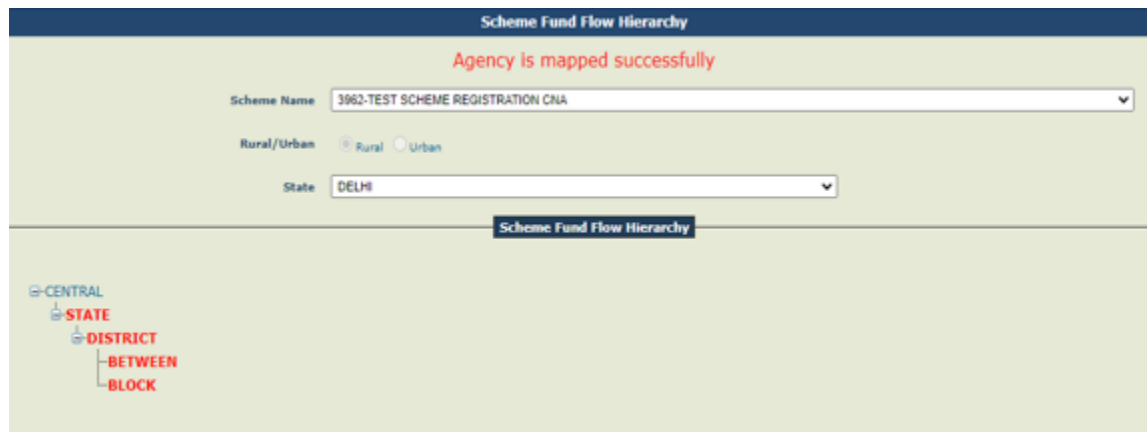 Scheme Fund Flow Hierarchy
Agency is mapped successfully
Scheme Name 3962-TEST SCHEME REGISTRATION CNA
Rural/Urban Rural Urban
State DELHI
Scheme Fund Flow Hierarchy
CENTRAL
STATE
DISTRICT
BETWEEN
BLOCK